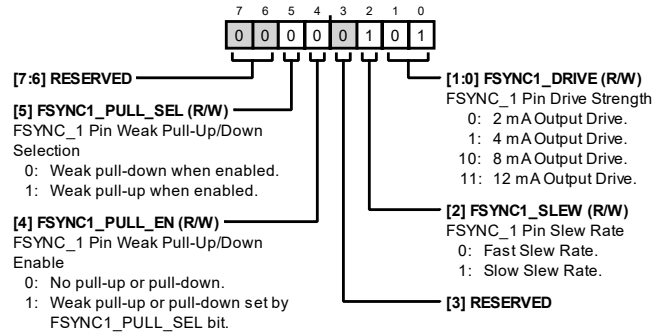 7 6 5 4 3 2 1 0
0 0 0 0 0 1 0 1
[7:6] RESERVED
[5] FSYNC1_PULL_SEL (R/W)
FSYNC_1 Pin Weak Pull-Up/Down
Selection
0: Weak pull-down when enabled.
1: Weak pull-up when enabled.
[4] FSYNC1_PULL_EN (R/W)
FSYNC_1 Pin Weak Pull-Up/Down
Enable
0: No pull-up or pull-down.
1: Weak pull-up or pull-down set by
FSYNC1_PULL_SEL bit.
[1:0] FSYNC1_DRIVE (R/W)
FSYNC_1 Pin Drive Strength
0: 2 mA Output Drive.
1: 4 mA Output Drive.
10: 8 mA Output Drive.
11: 12 mA Output Drive.
[2] FSYNC1_SLEW (R/W)
FSYNC_1 Pin Slew Rate
0: Fast Slew Rate.
1: Slow Slew Rate.
[3] RESERVED